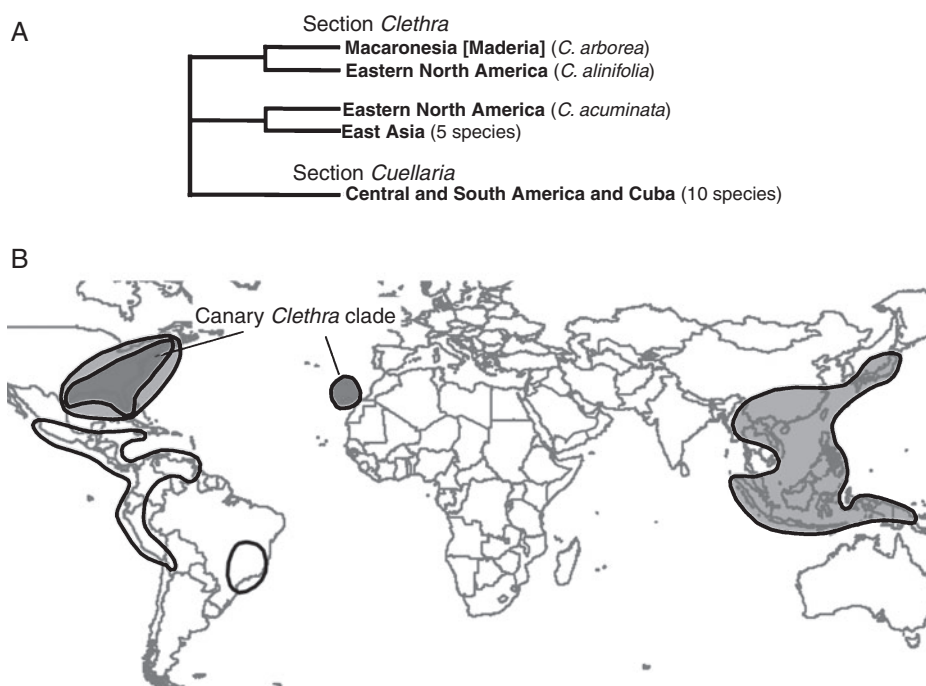 A
Section Clethra
Macaronesia [Maderia] (C. arborea)
Eastern North America (C. alinifolia)
Eastern North America (C. acuminata)
East Asia (5 species)
Section Cuellaria
Central and South America and Cuba (10 species)
B
Canary Clethra clade